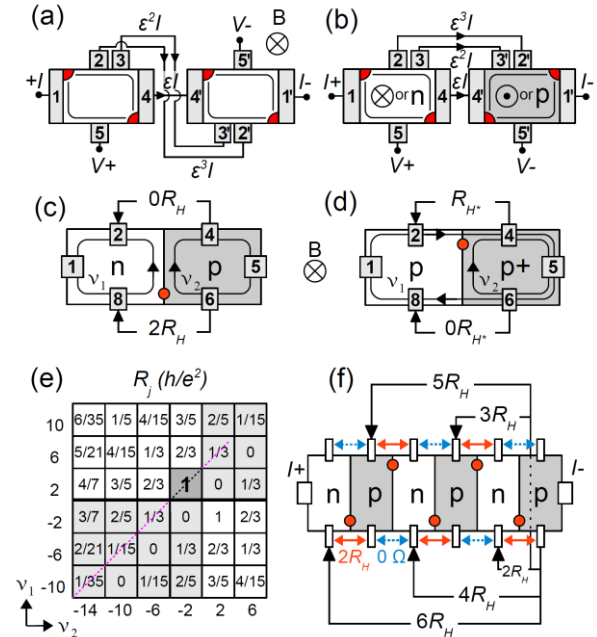 (a) ε²I V- B
2 3 5'
+I 1 4 4' 1' I-
5 3' 2'
V+ ε³I
εI
(b) ε³I
ε²I
2 3 3' 2'
I+ 1 ⊗ or n 4 εI 4' ⊙ or p 1' I-
5 5'
V+ V-
(c) 0R_H
2 4
1 n p 5
ν₁ ν₂
8 6
2R_H
B
(d) R_H*
2 4
1 p p+ 5
ν₁ ν₂
8 6
0R_H*
(e) R_j (h/e²)
10 6/35 1/5 4/15 3/5 2/5 1/15
6 5/21 4/15 1/3 2/3 1/3 0
2 4/7 3/5 2/3 1 0 1/3
-2 3/7 2/5 1/3 0 1 2/3
-6 2/21 1/15 0 1/3 2/3 1/3
-10 1/35 0 1/15 2/5 3/5 4/15
ν₁ -14 -10 -6 -2 2 6
ν₂
(f) 5R_H
3R_H
I+ n p n p n p I-
2R_H 0 Ω 2R_H
4R_H
6R_H